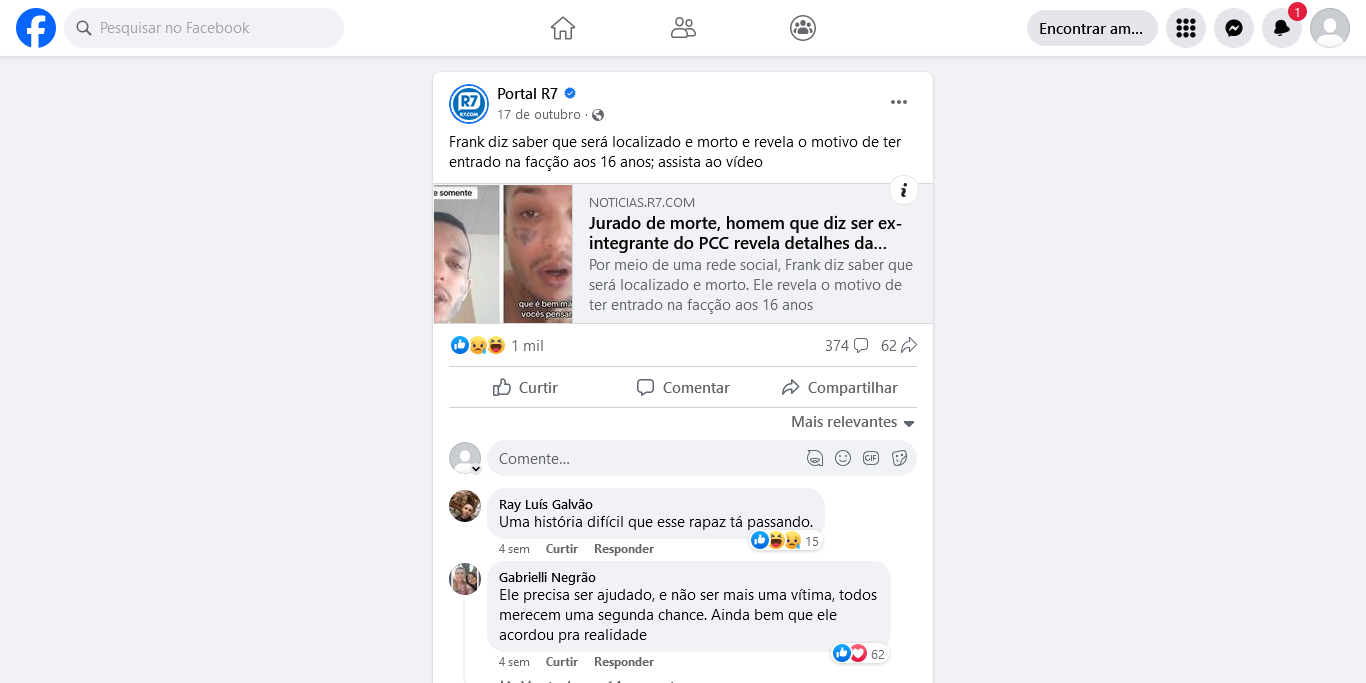 Pesquisar no Facebook
Encontrar am...
1
R7
R7.COM
Portal R7
17 de outubro ·
Frank diz saber que será localizado e morto e revela o motivo de ter
entrado na facção aos 16 anos; assista ao vídeo
e somente
que é bem ma
vocês pensar
NOTICIAS.R7.COM
Jurado de morte, homem que diz ser ex-
integrante do PCC revela detalhes da...
Por meio de uma rede social, Frank diz saber que
será localizado e morto. Ele revela o motivo de
ter entrado na facção aos 16 anos
1 mil
374
62
Curtir
Comentar
Compartilhar
Mais relevantes
Comente...
GIF
Ray Luís Galvão
Uma história difícil que esse rapaz tá passando.
15
4 sem Curtir Responder
Gabrielli Negrão
Ele precisa ser ajudado, e não ser mais uma vítima, todos
merecem uma segunda chance. Ainda bem que ele
acordou pra realidade
62
4 sem Curtir Responder